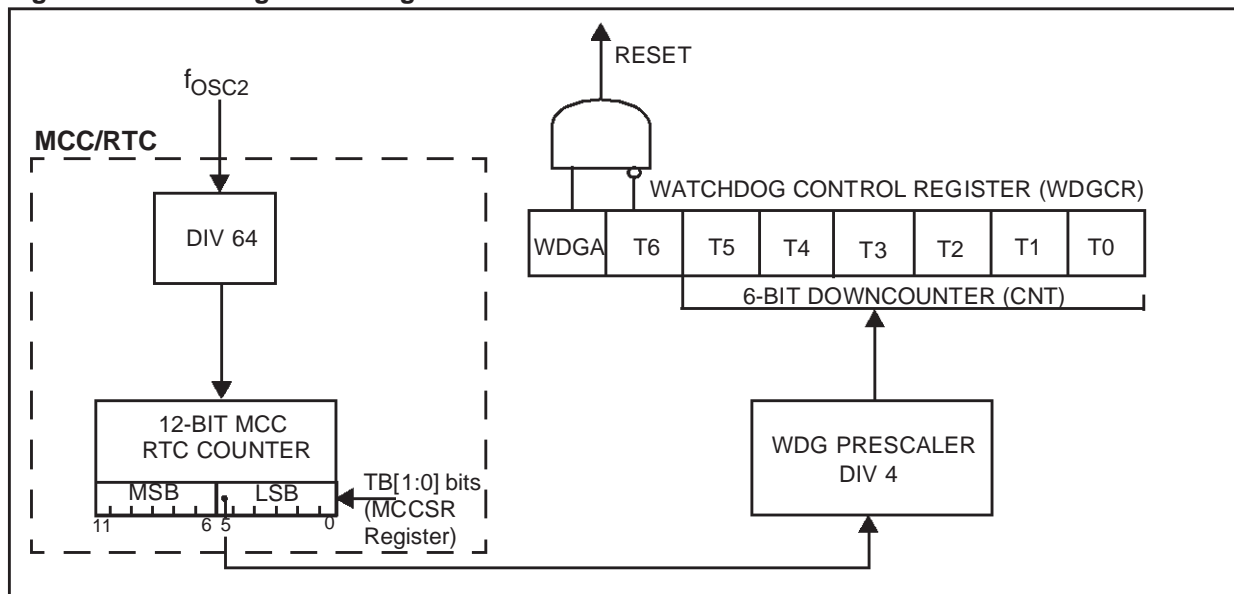 fOSC2
MCC/RTC
DIV 64
12-BIT MCC
RTC COUNTER
MSB
LSB
11
6
5
0
TB[1:0] bits
(MCCSR
Register)
RESET
WATCHDOG CONTROL REGISTER (WDGCR)
WDGA
T6
T5
T4
T3
T2
T1
T0
6-BIT DOWNCOUNTER (CNT)
WDG PRESCALER
DIV 4